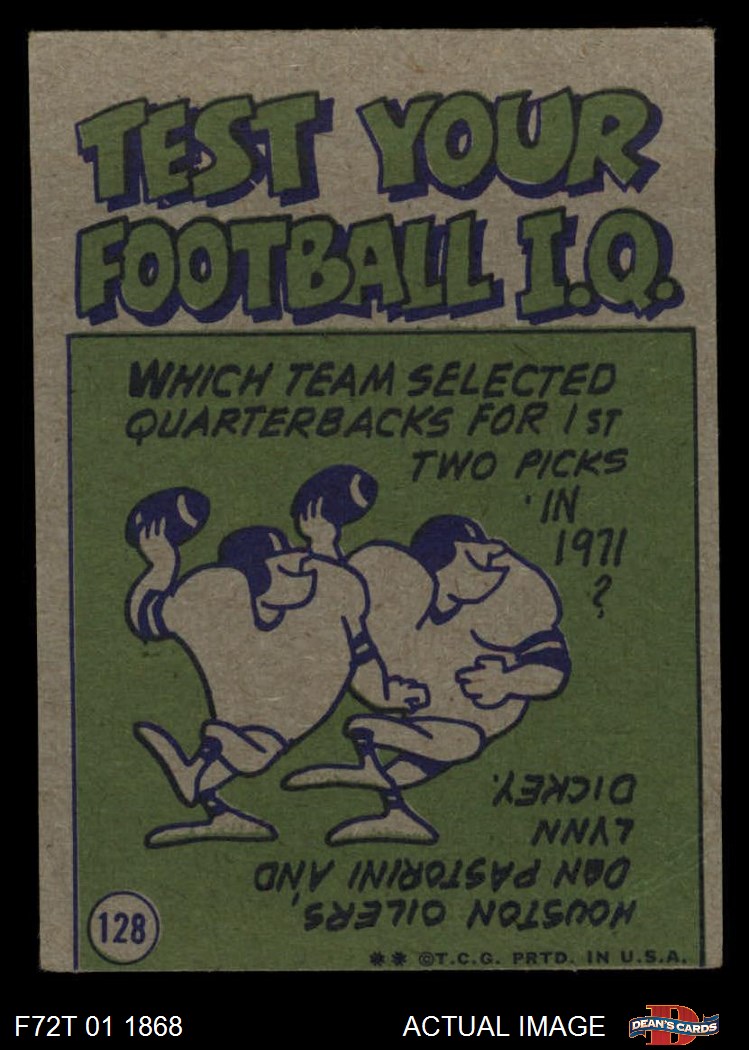 TEST YOUR
FOOTBALL I.Q.
WHICH TEAM SELECTED
QUARTERBACKS FOR 1ST
TWO PICKS
IN
1971
?
HOUSTON OILERS,
DAN PASTORINI AND
LYNN
DICKEY.
128
** ©T.C.G. PRTD. IN U.S.A.
F72T 01 1868
ACTUAL IMAGE
D
DEAN'S CARDS